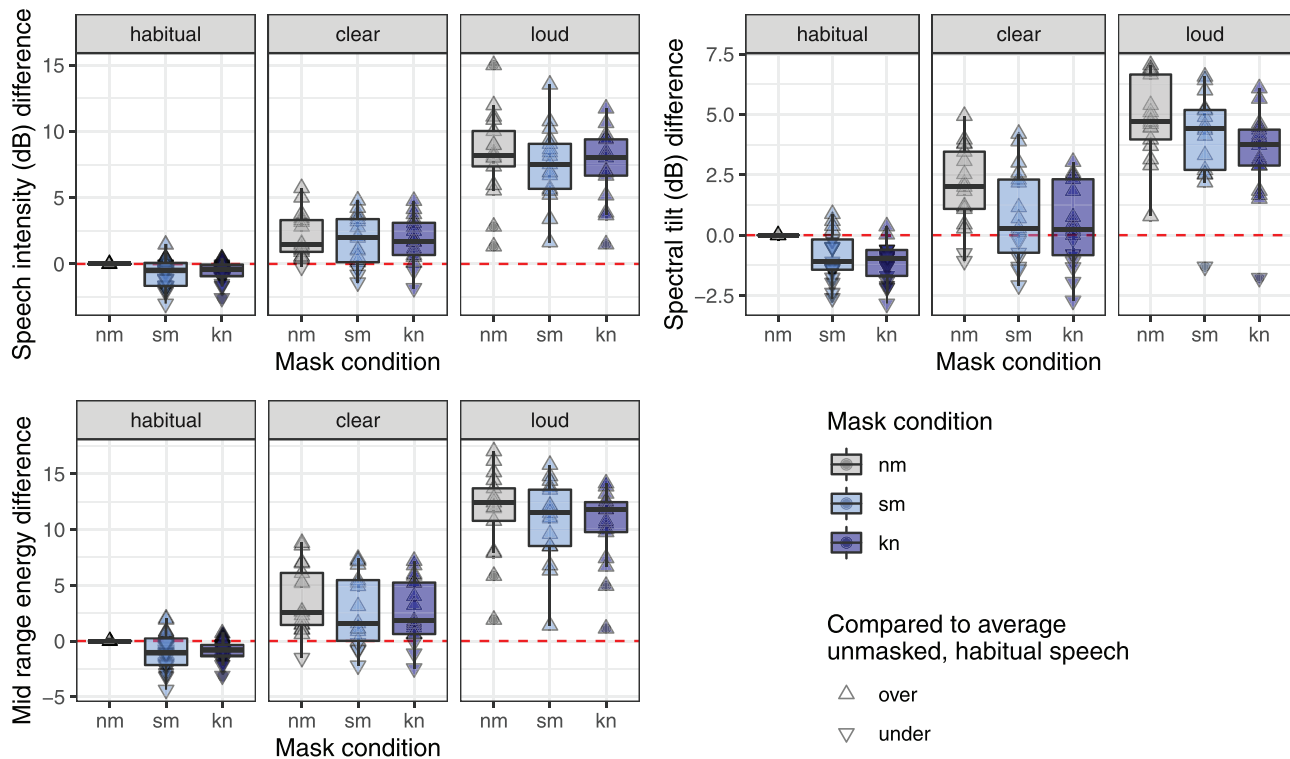 habitual clear loud
Speech intensity (dB) difference
15
10
5
0
nm sm kn nm sm kn nm sm kn
Mask condition
habitual clear loud
Spectral tilt (dB) difference
7.5
5.0
2.5
0.0
−2.5
nm sm kn nm sm kn nm sm kn
Mask condition
habitual clear loud
Mid range energy difference
15
10
5
0
−5
nm sm kn nm sm kn nm sm kn
Mask condition
Mask condition
nm
sm
kn
Compared to average
unmasked, habitual speech
over
under